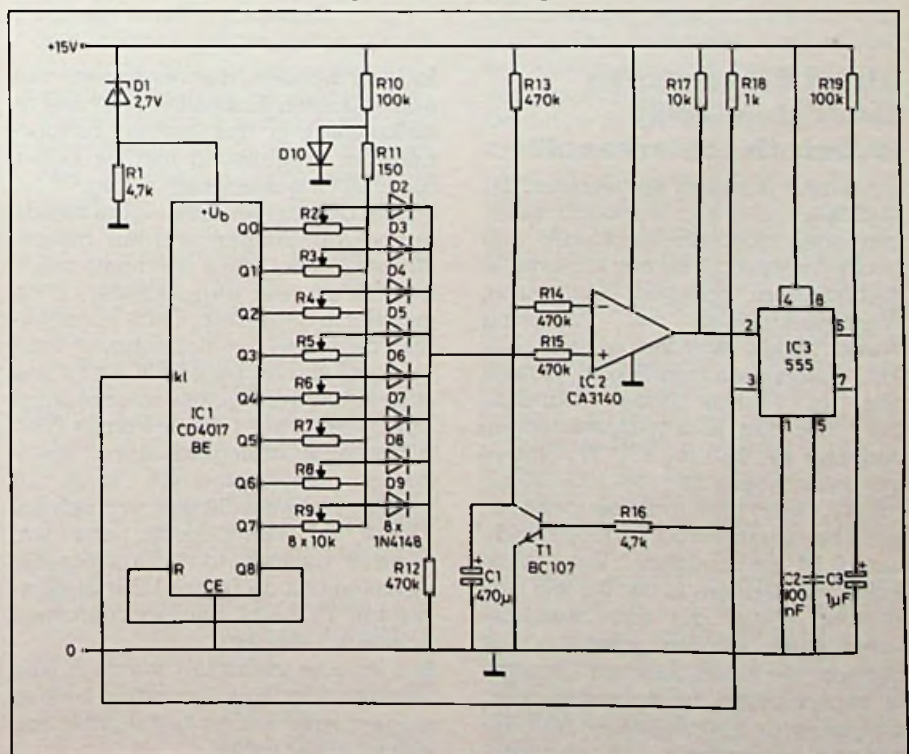 +15V
D1
2,7V
R1
4,7k
R10
100k
D10
R11
150
R13
470k
R17
10k
R18
1k
R19
100k
+Ub
Q0
R2
D2
Q1
R3
D3
Q2
R4
D4
Q3
R5
D5
Q4
R6
D6
Q5
R7
D7
Q6
R8
D8
Q7
R9
D9
8 x 10k
8 x
1N4148
kl
IC1
CD4017
BE
R
Q8
CE
R12
470k
R14
470k
R15
470k
−
+
IC2
CA3140
4
8
2
6
3
7
1
5
IC3
555
R16
4,7k
T1
BC107
+
C1
470µ
C2
100
nF
+
C3
1µF
0